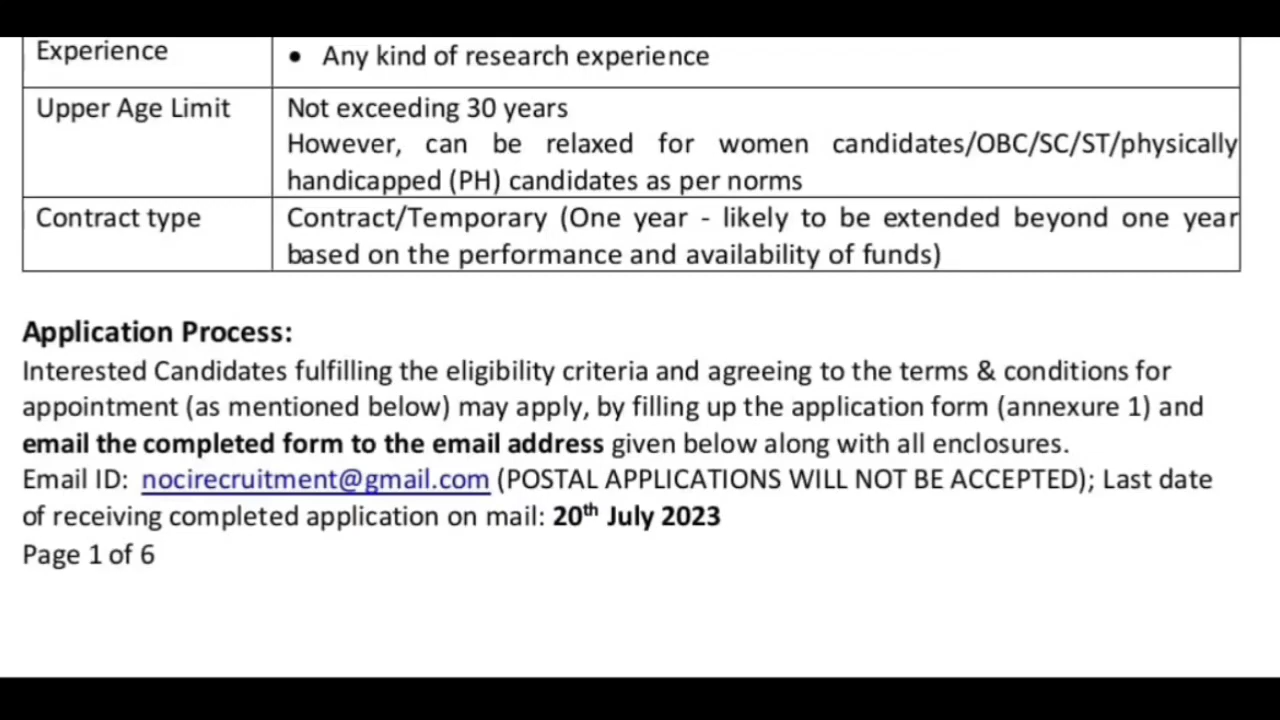 Experience
• Any kind of research experience
Upper Age Limit
Not exceeding 30 years
However, can be relaxed for women candidates/OBC/SC/ST/physically
handicapped (PH) candidates as per norms
Contract type
Contract/Temporary (One year - likely to be extended beyond one year
based on the performance and availability of funds)
Application Process:
Interested Candidates fulfilling the eligibility criteria and agreeing to the terms & conditions for
appointment (as mentioned below) may apply, by filling up the application form (annexure 1) and
email the completed form to the email address given below along with all enclosures.
Email ID: nocirecruitment@gmail.com (POSTAL APPLICATIONS WILL NOT BE ACCEPTED); Last date
of receiving completed application on mail: 20th July 2023
Page 1 of 6